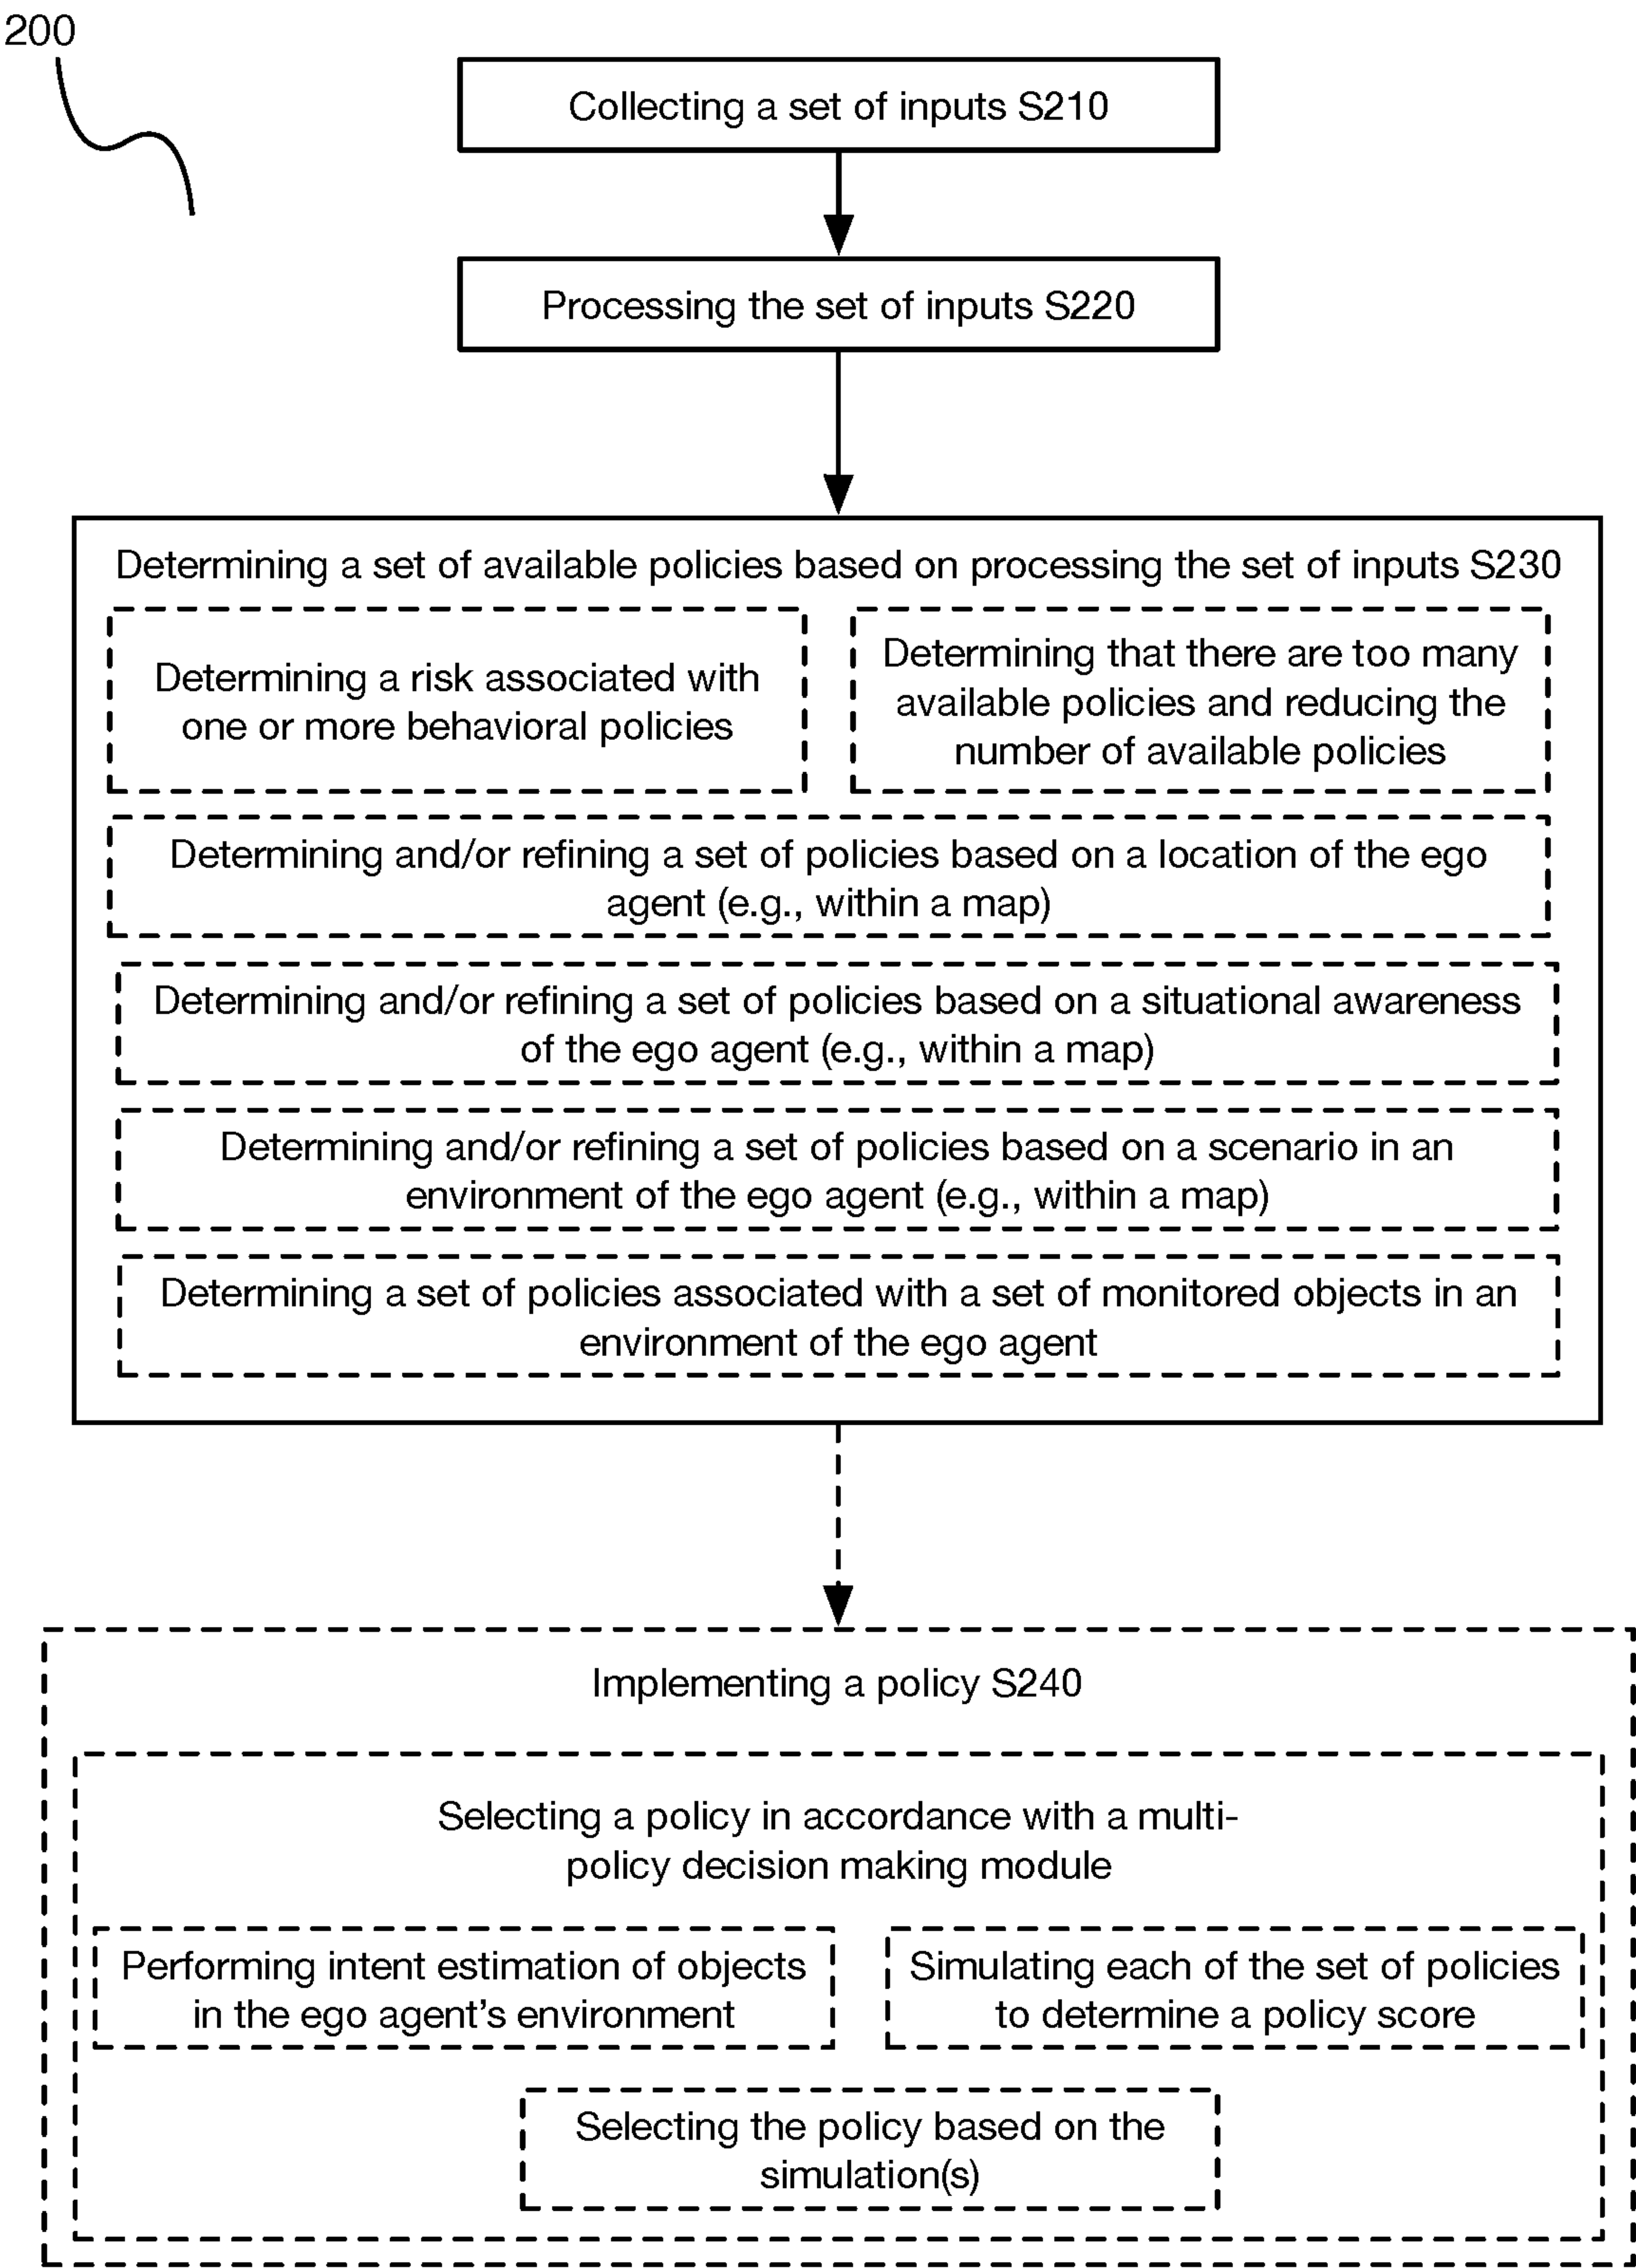 200
Collecting a set of inputs S210
Processing the set of inputs S220
Determining a set of available policies based on processing the set of inputs S230
Determining a risk associated with
one or more behavioral policies
Determining that there are too many
available policies and reducing the
number of available policies
Determining and/or refining a set of policies based on a location of the ego
agent (e.g., within a map)
Determining and/or refining a set of policies based on a situational awareness
of the ego agent (e.g., within a map)
Determining and/or refining a set of policies based on a scenario in an
environment of the ego agent (e.g., within a map)
Determining a set of policies associated with a set of monitored objects in an
environment of the ego agent
Implementing a policy S240
Selecting a policy in accordance with a multi-
policy decision making module
Performing intent estimation of objects
in the ego agent's environment
Simulating each of the set of policies
to determine a policy score
Selecting the policy based on the
simulation(s)